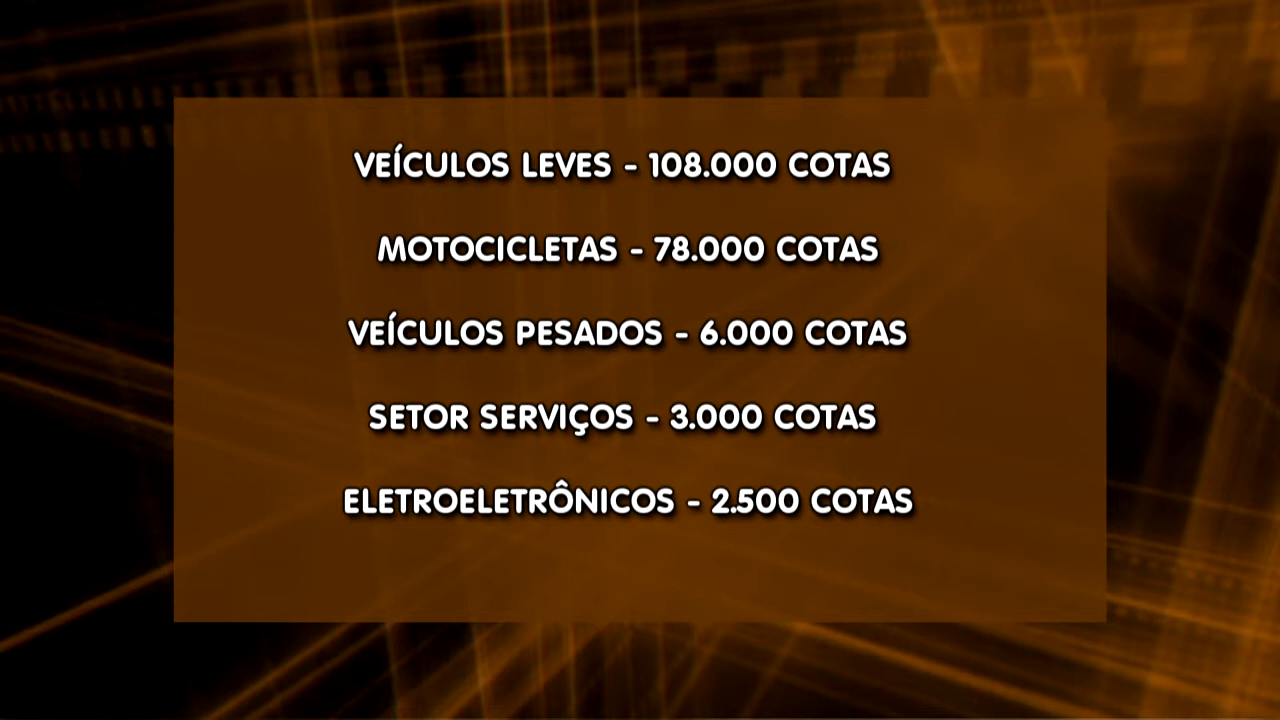 VEÍCULOS LEVES - 108.000 COTAS
MOTOCICLETAS - 78.000 COTAS
VEÍCULOS PESADOS - 6.000 COTAS
SETOR SERVIÇOS - 3.000 COTAS
ELETROELETRÔNICOS - 2.500 COTAS